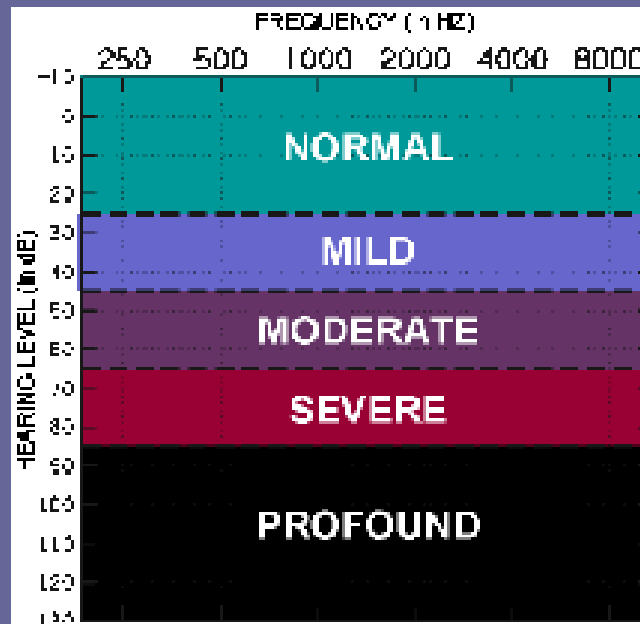 FREQUENCY (in HZ)
250 500 1000 2000 4000 8000
-10
0
10
20
30
40
50
60
70
80
90
100
110
120
NORMAL
MILD
MODERATE
SEVERE
PROFOUND
HEARING LEVEL (in dB)